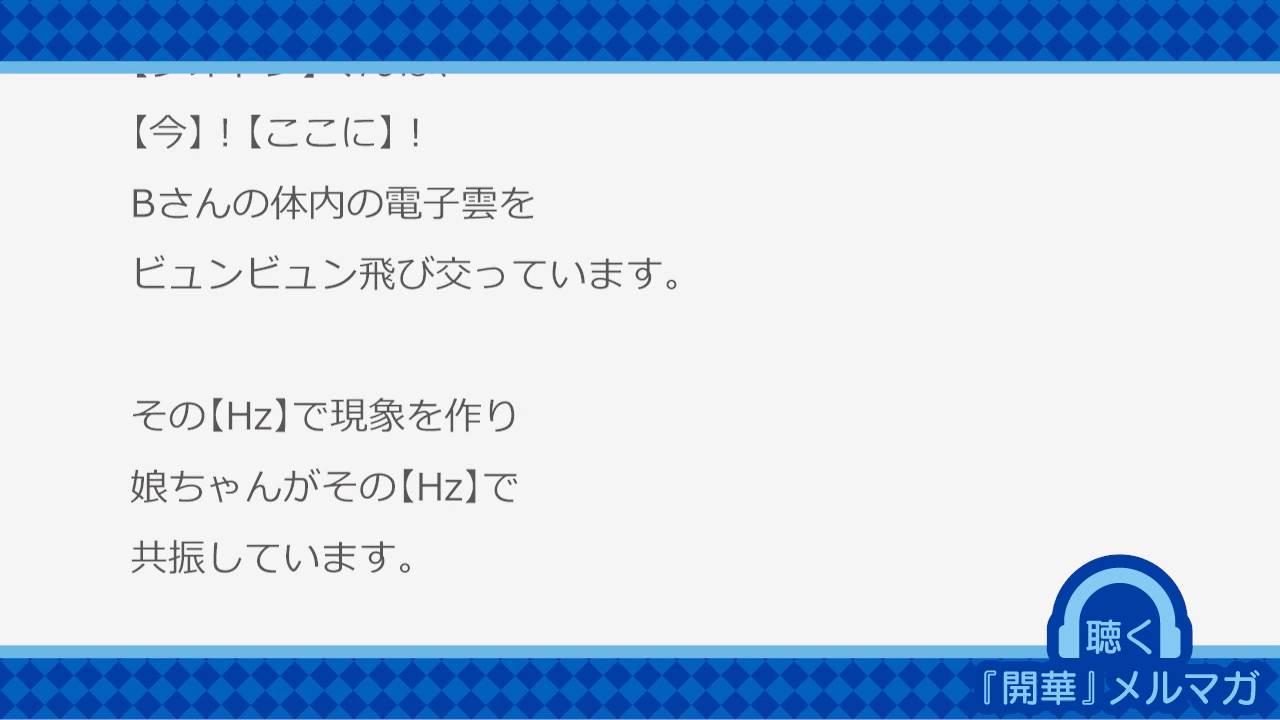 【今】！【ここに】！
Bさんの体内の電子雲を
ビュンビュン飛び交っています。
その【Hz】で現象を作り
娘ちゃんがその【Hz】で
共振しています。
聴く
『開華』メルマガ